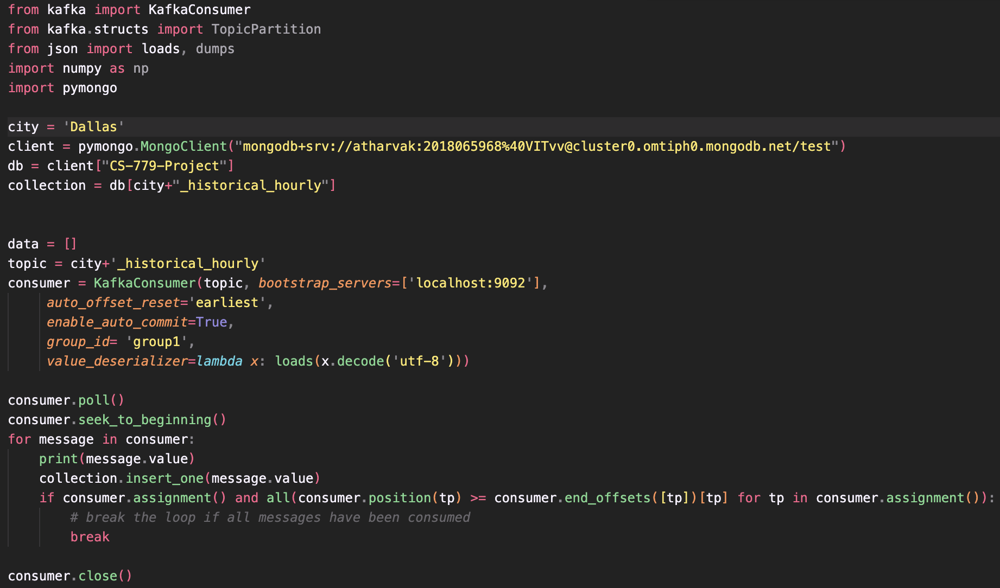 from kafka import KafkaConsumer
from kafka.structs import TopicPartition
from json import loads, dumps
import numpy as np
import pymongo
city = 'Dallas'
client = pymongo.MongoClient("mongodb+srv://atharvak:2018065968%40VITvv@cluster0.omtiph0.mongodb.net/test")
db = client["CS-779-Project"]
collection = db[city+"_historical_hourly"]
data = []
topic = city+'_historical_hourly'
consumer = KafkaConsumer(topic, bootstrap_servers=['localhost:9092'],
auto_offset_reset='earliest',
enable_auto_commit=True,
group_id= 'group1',
value_deserializer=lambda x: loads(x.decode('utf-8')))
consumer.poll()
consumer.seek_to_beginning()
for message in consumer:
print(message.value)
collection.insert_one(message.value)
if consumer.assignment() and all(consumer.position(tp) >= consumer.end_offsets([tp])[tp] for tp in consumer.assignment()):
# break the loop if all messages have been consumed
break
consumer.close()